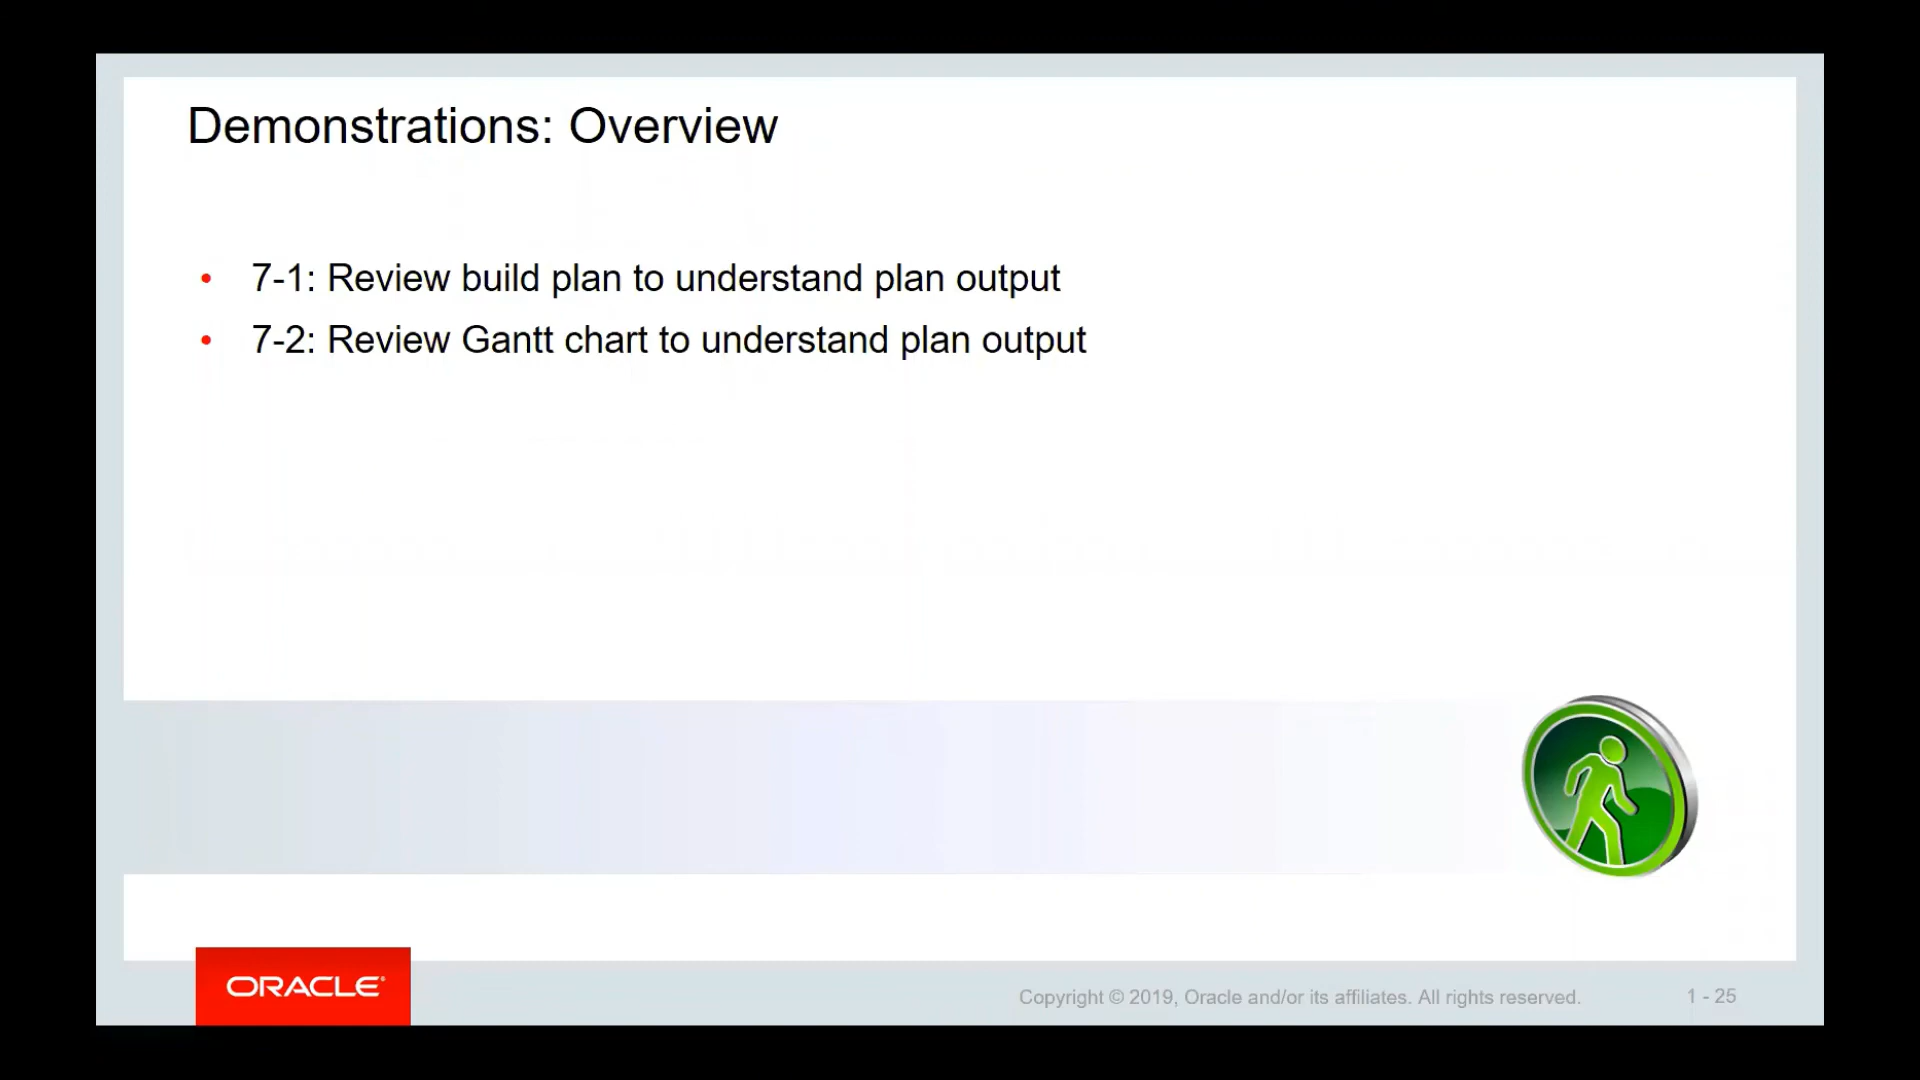 Demonstrations: Overview
• 7-1: Review build plan to understand plan output
• 7-2: Review Gantt chart to understand plan output
ORACLE®
Copyright © 2019, Oracle and/or its affiliates. All rights reserved.
1 - 25